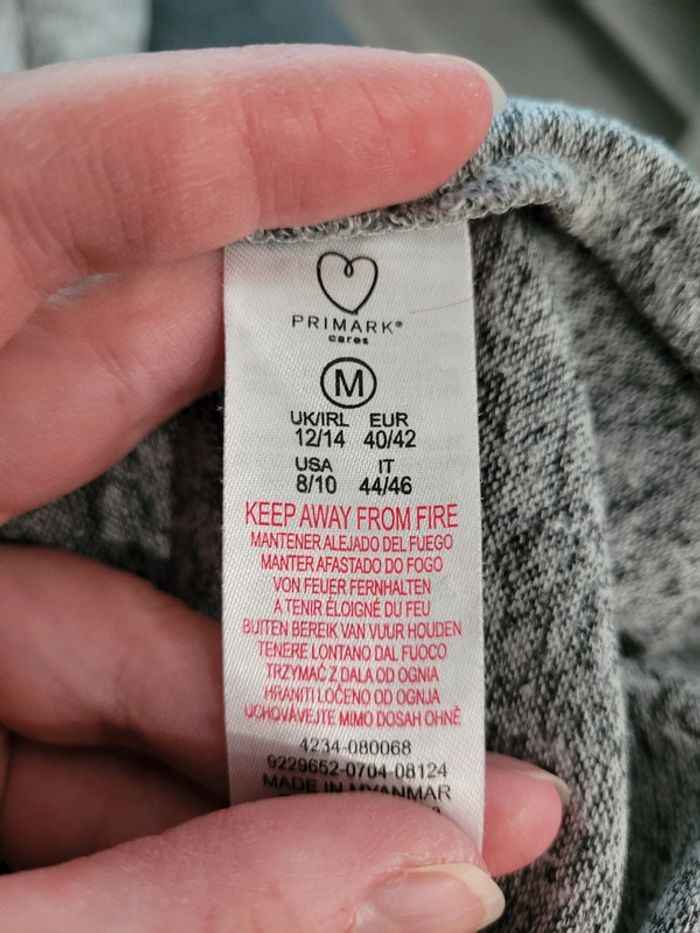 PRIMARK®
cares
M
UK/IRL EUR
12/14 40/42
USA IT
8/10 44/46
KEEP AWAY FROM FIRE
MANTENER ALEJADO DEL FUEGO
MANTER AFASTADO DO FOGO
VON FEUER FERNHALTEN
A TENIR ÉLOIGNÉ DU FEU
BUITEN BEREIK VAN VUUR HOUDEN
TENERE LONTANO DAL FUOCO
TRZYMAĆ Z DALA OD OGNIA
HRANITI LOČENO OD OGNJA
UCHOVÁVEJTE MIMO DOSAH OHNĚ
4234-080068
9229652-0704-08124
MADE IN MYANMAR